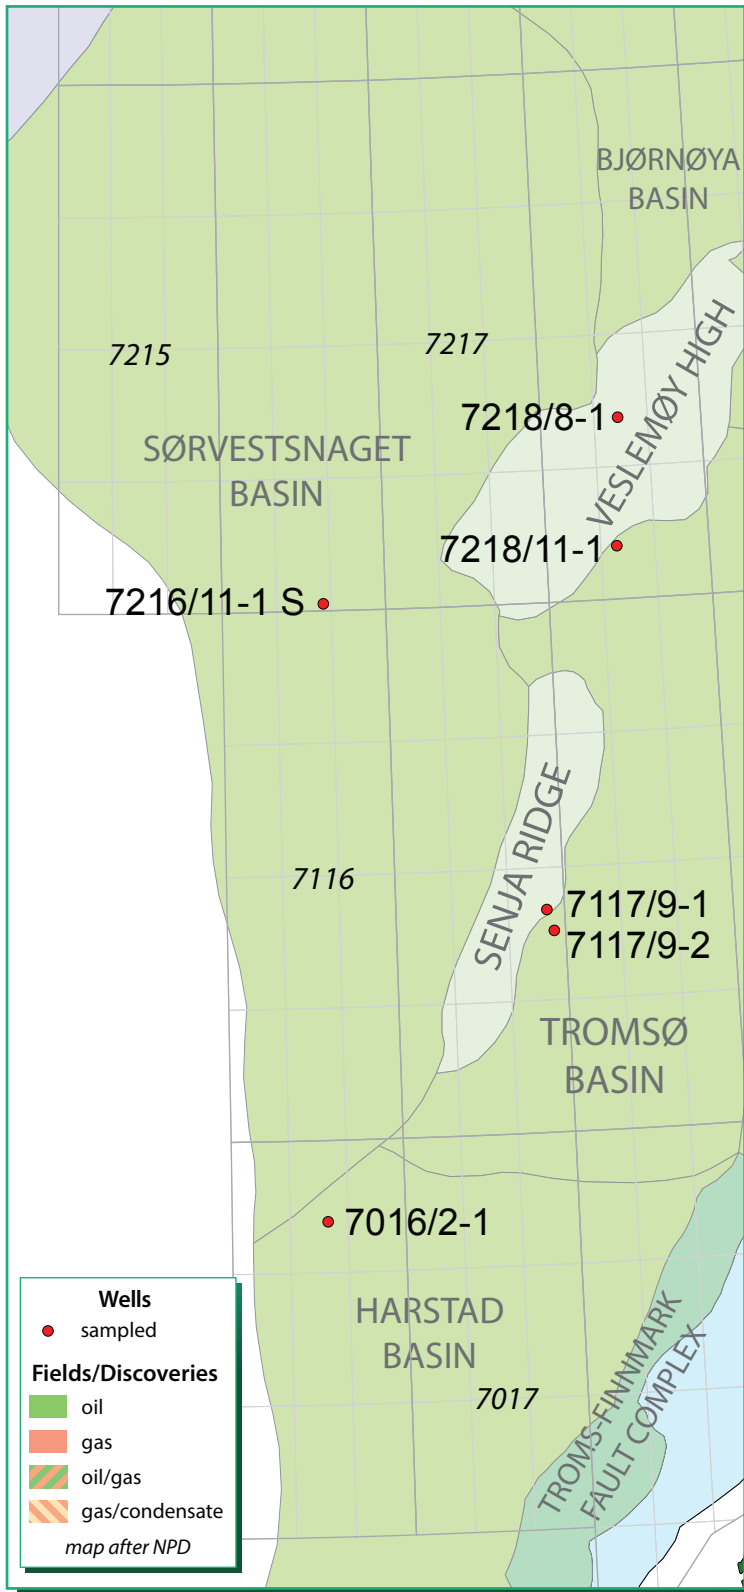 BJØRNØYA
BASIN
7215
7217
VESLEMØY HIGH
7218/8-1
SØRVESTSNAGET
BASIN
7218/11-1
7216/11-1 S
SENJA RIDGE
7116
7117/9-1
7117/9-2
TROMSØ
BASIN
7016/2-1
HARSTAD
BASIN
7017
TROMS-FINNMARK
FAULT COMPLEX
Wells
sampled
Fields/Discoveries
oil
gas
oil/gas
gas/condensate
map after NPD